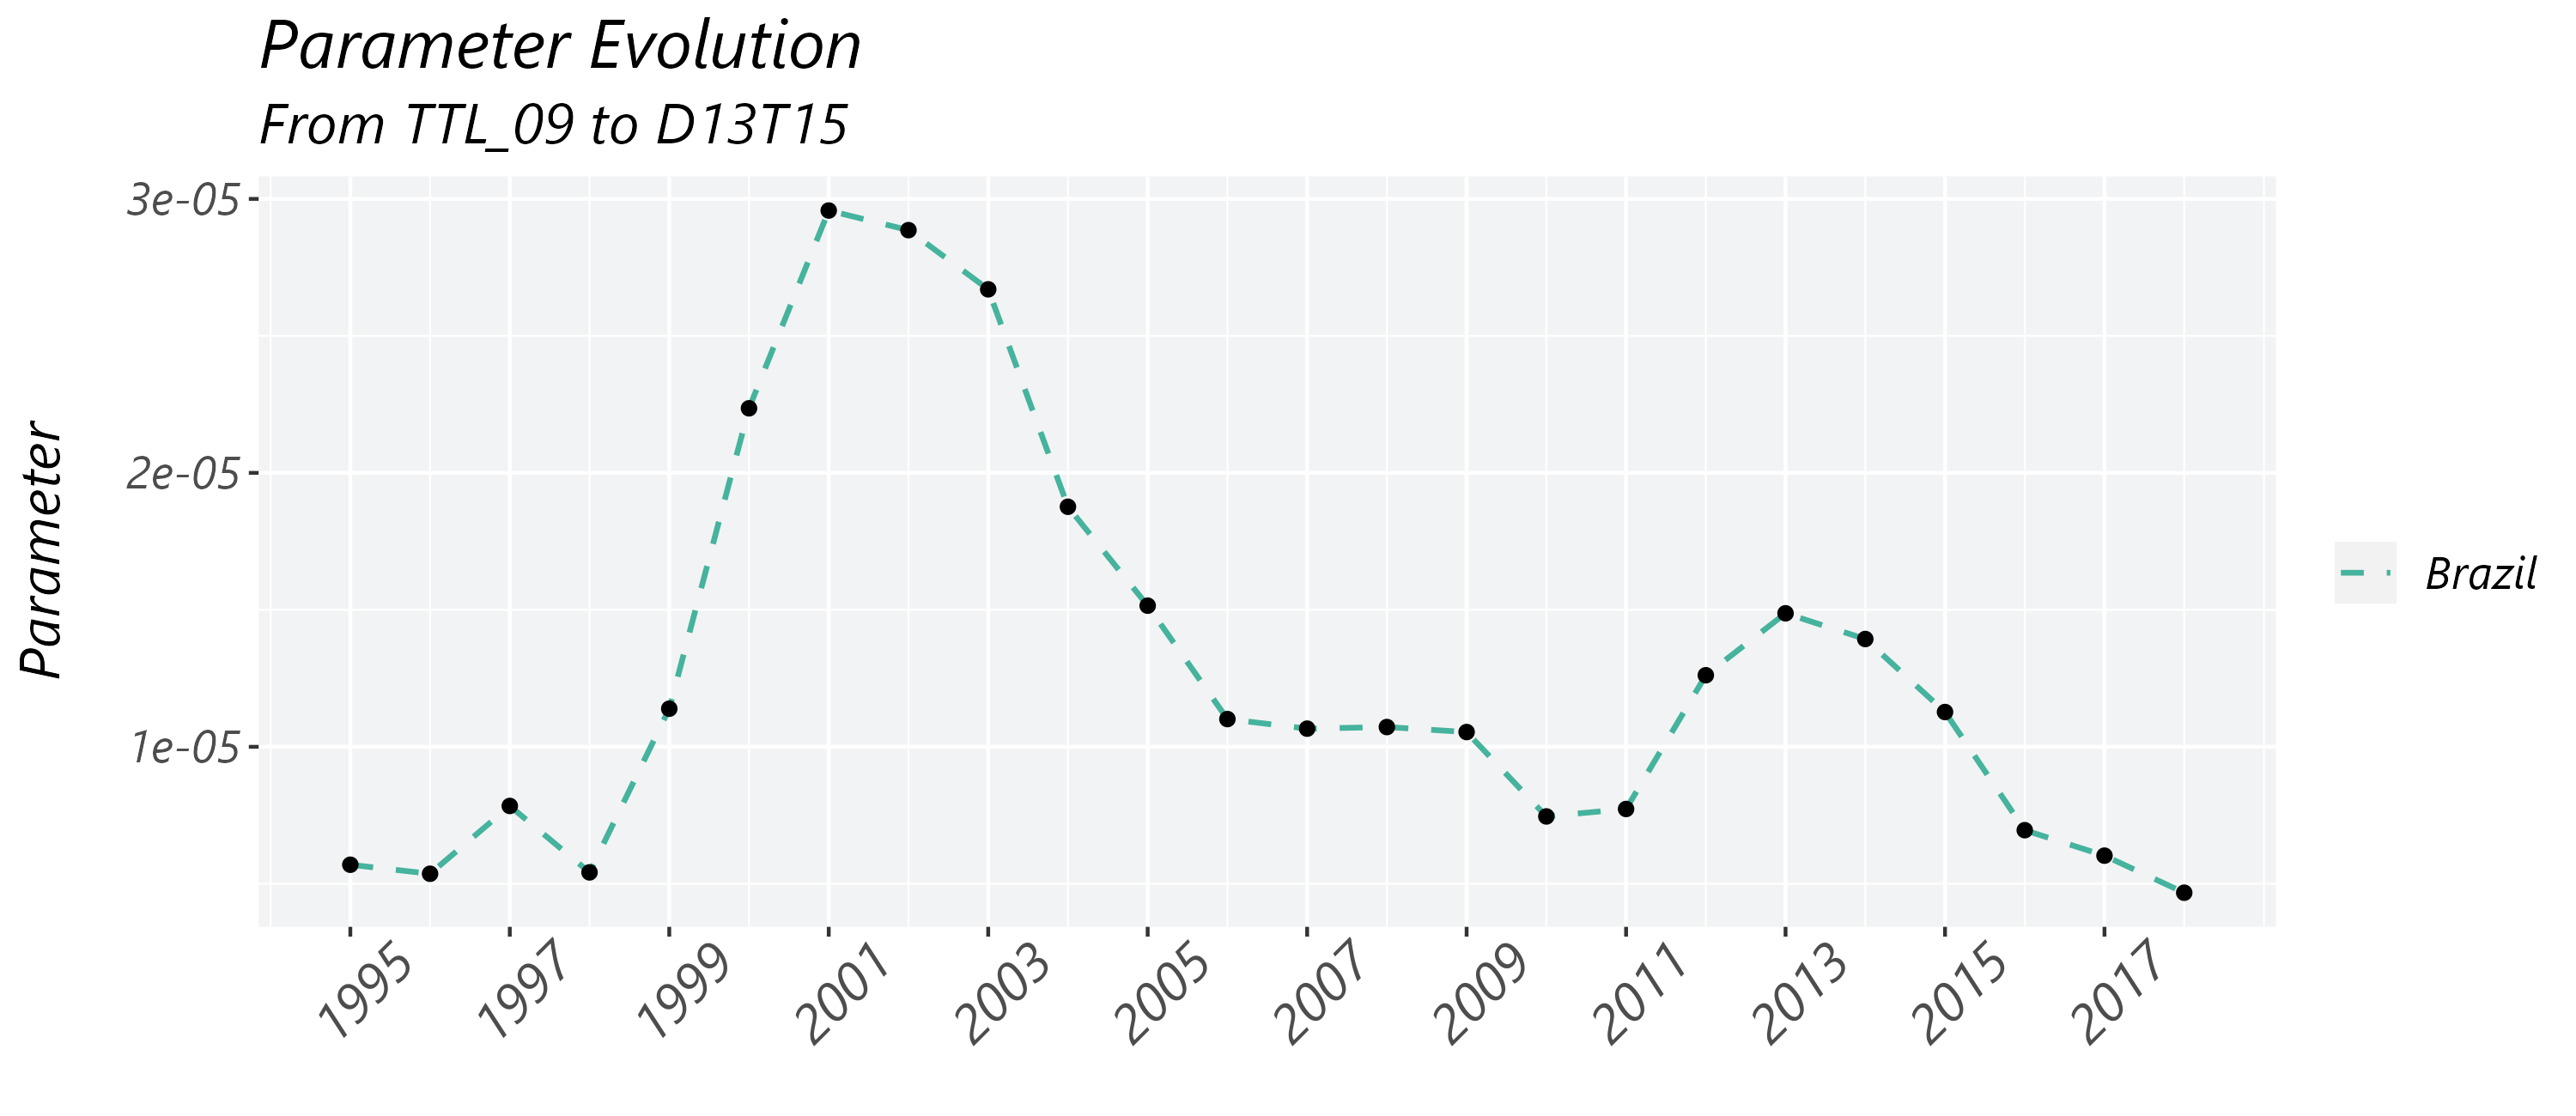 Parameter Evolution
From TTL_09 to D13T15
3e-05
2e-05
1e-05
Parameter
Brazil
1995
1997
1999
2001
2003
2005
2007
2009
2011
2013
2015
2017